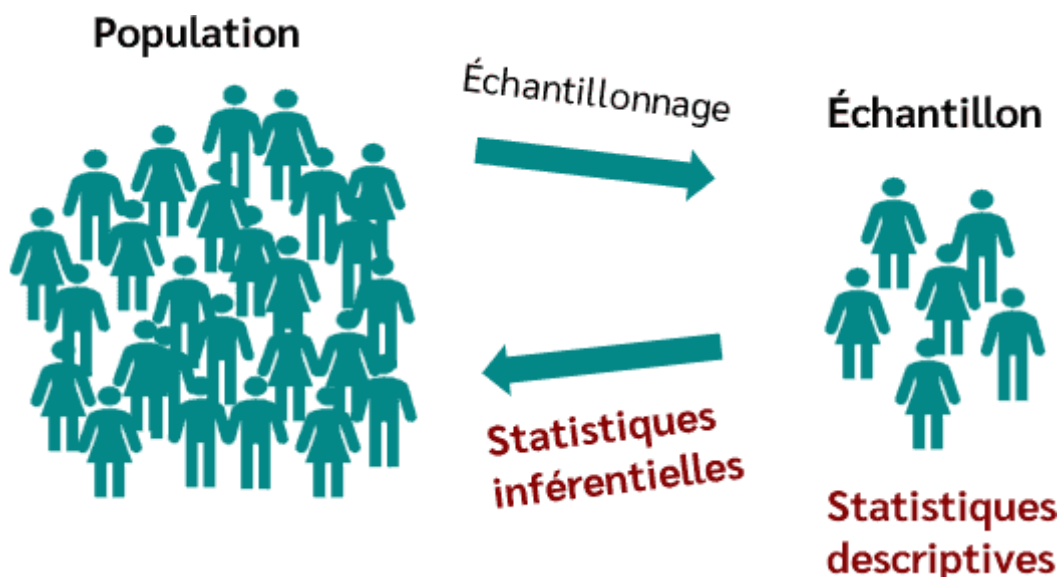 Population
Échantillonnage
Échantillon
Statistiques
inférentielles
Statistiques
descriptives